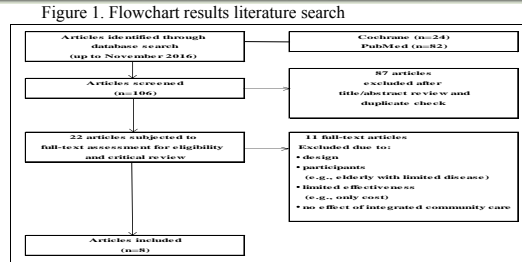 Figure 1. Flowchart results literature search
Articles identified through
database search
(up to November 2016)
Cochrane (n=24)
PubMed (n=82)
Articles screened
(n=106)
87 articles
excluded after
title/abstract review and
duplicate check
22 articles subjected to
full-text assessment for eligibility
and critical review
11 full-text articles
Excluded due to:
• design
• participants
(e.g., elderly with limited disease)
• limited effectiveness
(e.g., only cost)
• no effect of integrated community care
Articles included
(n=8)